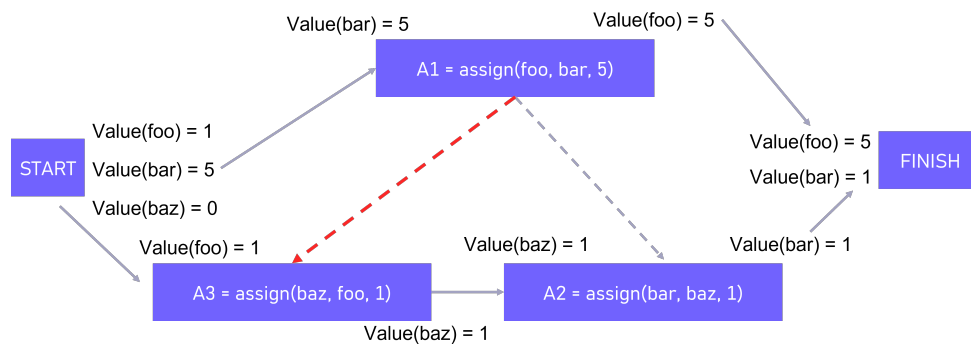 Value(bar) = 5
Value(foo) = 5
A1 = assign(foo, bar, 5)
Value(foo) = 1
START
Value(bar) = 5
Value(baz) = 0
Value(foo) = 5
FINISH
Value(bar) = 1
Value(foo) = 1
Value(baz) = 1
Value(bar) = 1
A3 = assign(baz, foo, 1)
A2 = assign(bar, baz, 1)
Value(baz) = 1